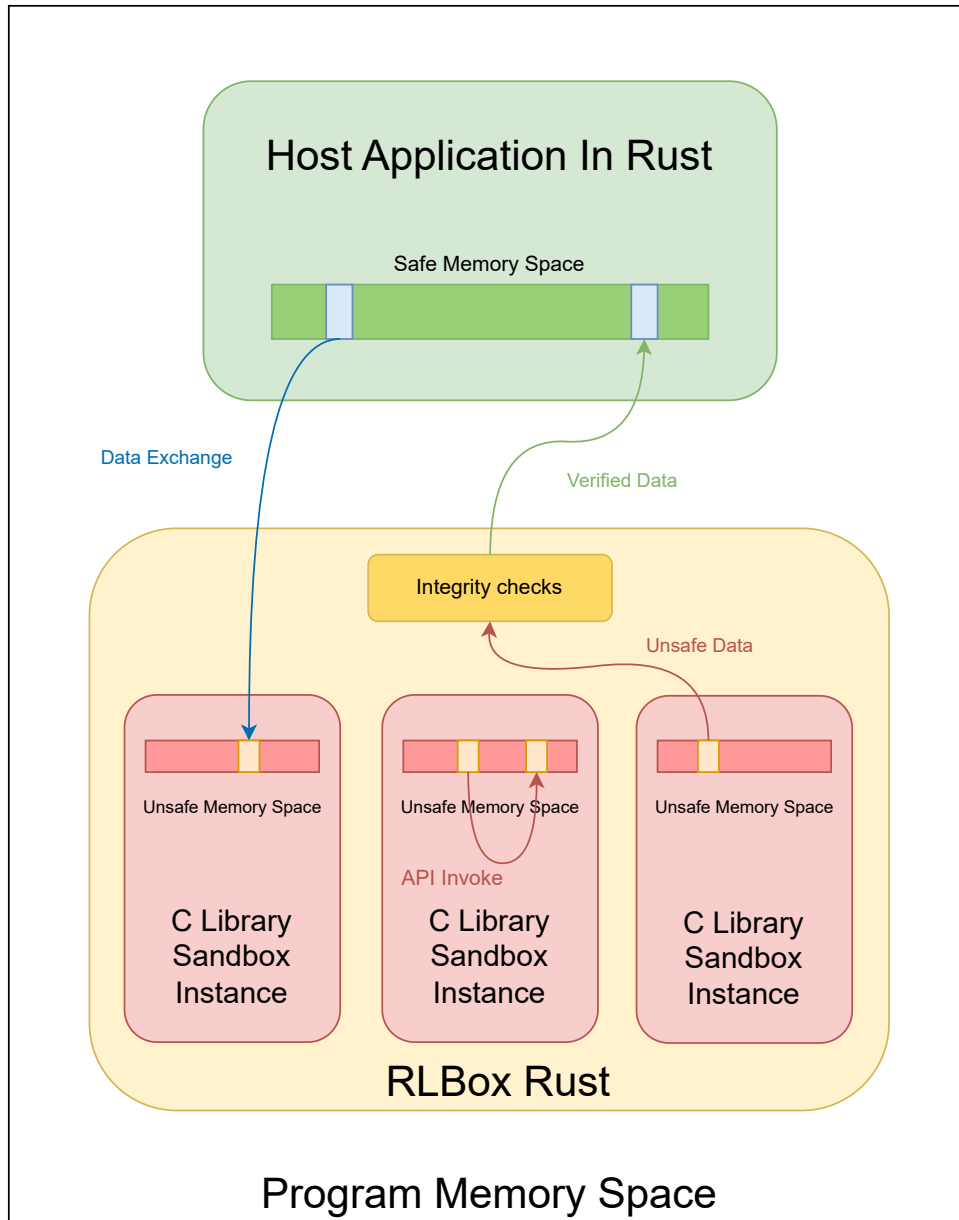 Host Application In Rust
Safe Memory Space
Data Exchange
Verified Data
Integrity checks
Unsafe Data
Unsafe Memory Space
Unsafe Memory Space
Unsafe Memory Space
API Invoke
C Library
Sandbox
Instance
C Library
Sandbox
Instance
C Library
Sandbox
Instance
RLBox Rust
Program Memory Space